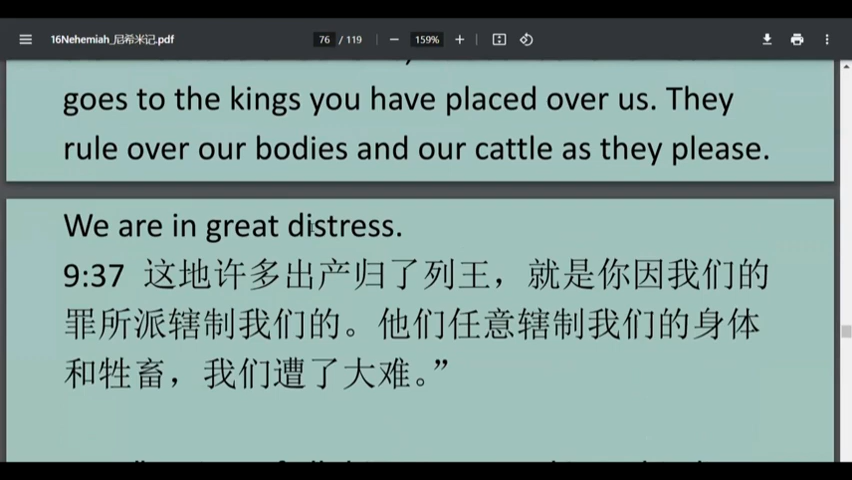 16Nehemiah_尼希米记.pdf
76 / 119
159%
goes to the kings you have placed over us. They
rule over our bodies and our cattle as they please.
We are in great distress.
9:37 这地许多出产归了列王，就是你因我们的
罪所派辖制我们的。他们任意辖制我们的身体
和牲畜，我们遭了大难。”